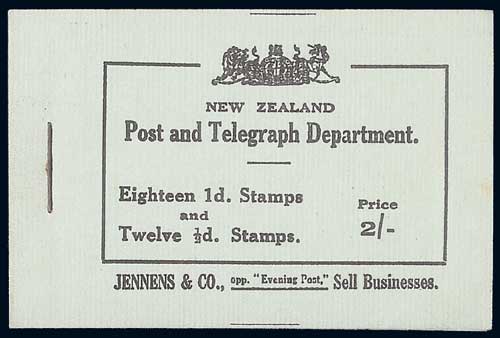 NEW ZEALAND
Post and Telegraph Department.
Eighteen 1d. Stamps
and
Twelve ½d. Stamps.
Price
2/-
JENNENS & CO., opp. "Evening Post," Sell Businesses.